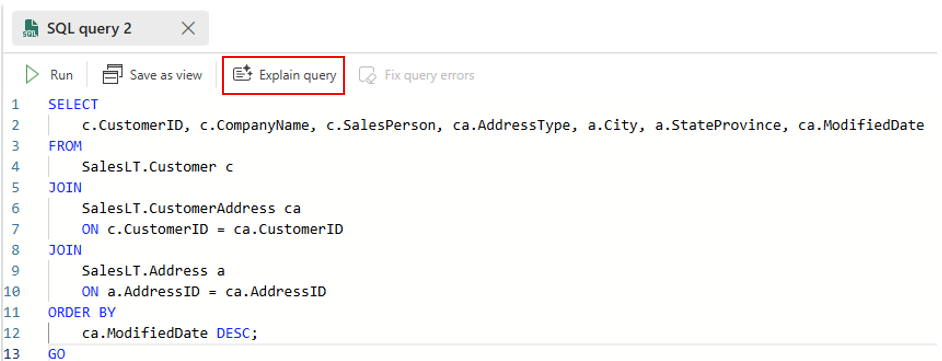 SQL query 2
Run Save as view Explain query Fix query errors
1 SELECT
2 c.CustomerID, c.CompanyName, c.SalesPerson, ca.AddressType, a.City, a.StateProvince, ca.ModifiedDate
3 FROM
4 SalesLT.Customer c
5 JOIN
6 SalesLT.CustomerAddress ca
7 ON c.CustomerID = ca.CustomerID
8 JOIN
9 SalesLT.Address a
10 ON a.AddressID = ca.AddressID
11 ORDER BY
12 ca.ModifiedDate DESC;
13 GO